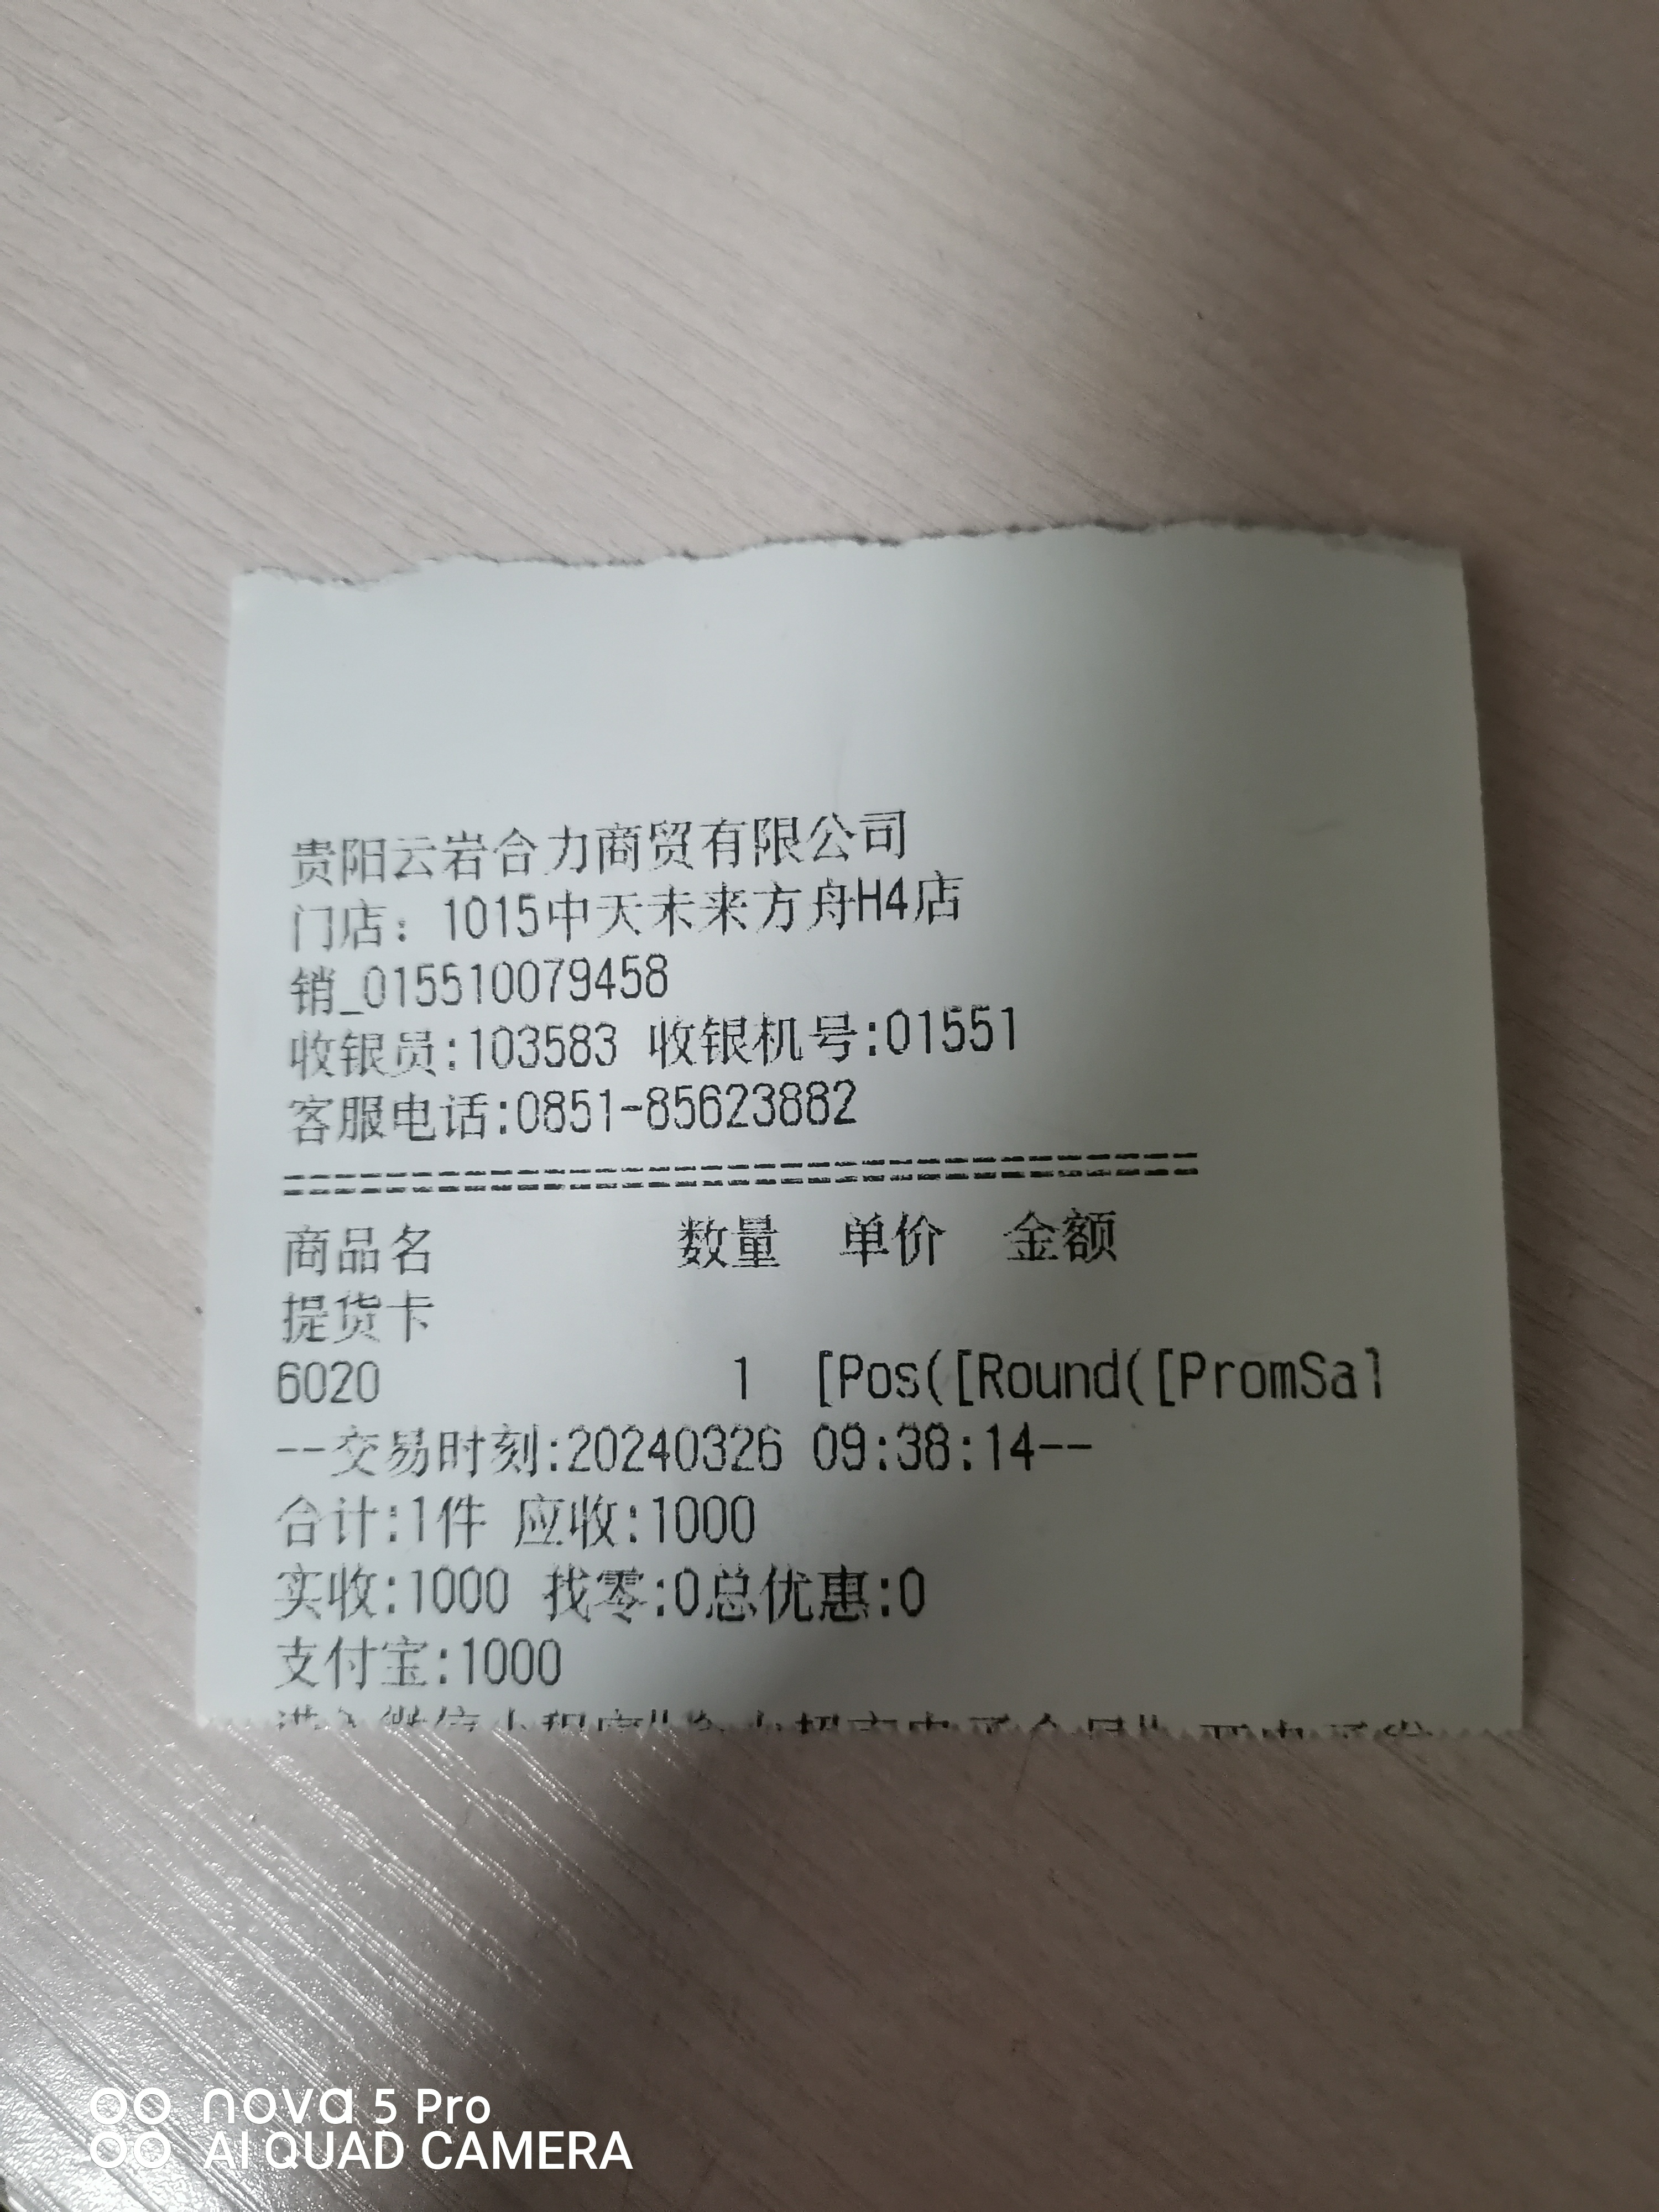 贵阳云岩合力商贸有限公司
门店：1015中天未来方舟H4店
销_015510079458
收银员:103583 收银机号:01551
客服电话:0851-85623882
==================================
商品名 数量 单价 金额
提货卡
6020 1 [Pos([Round([PromSal
--交易时刻:20240326 09:38:14--
合计:1件 应收:1000
实收:1000 找零:0总优惠:0
支付宝:1000
nova 5 Pro
AI QUAD CAMERA